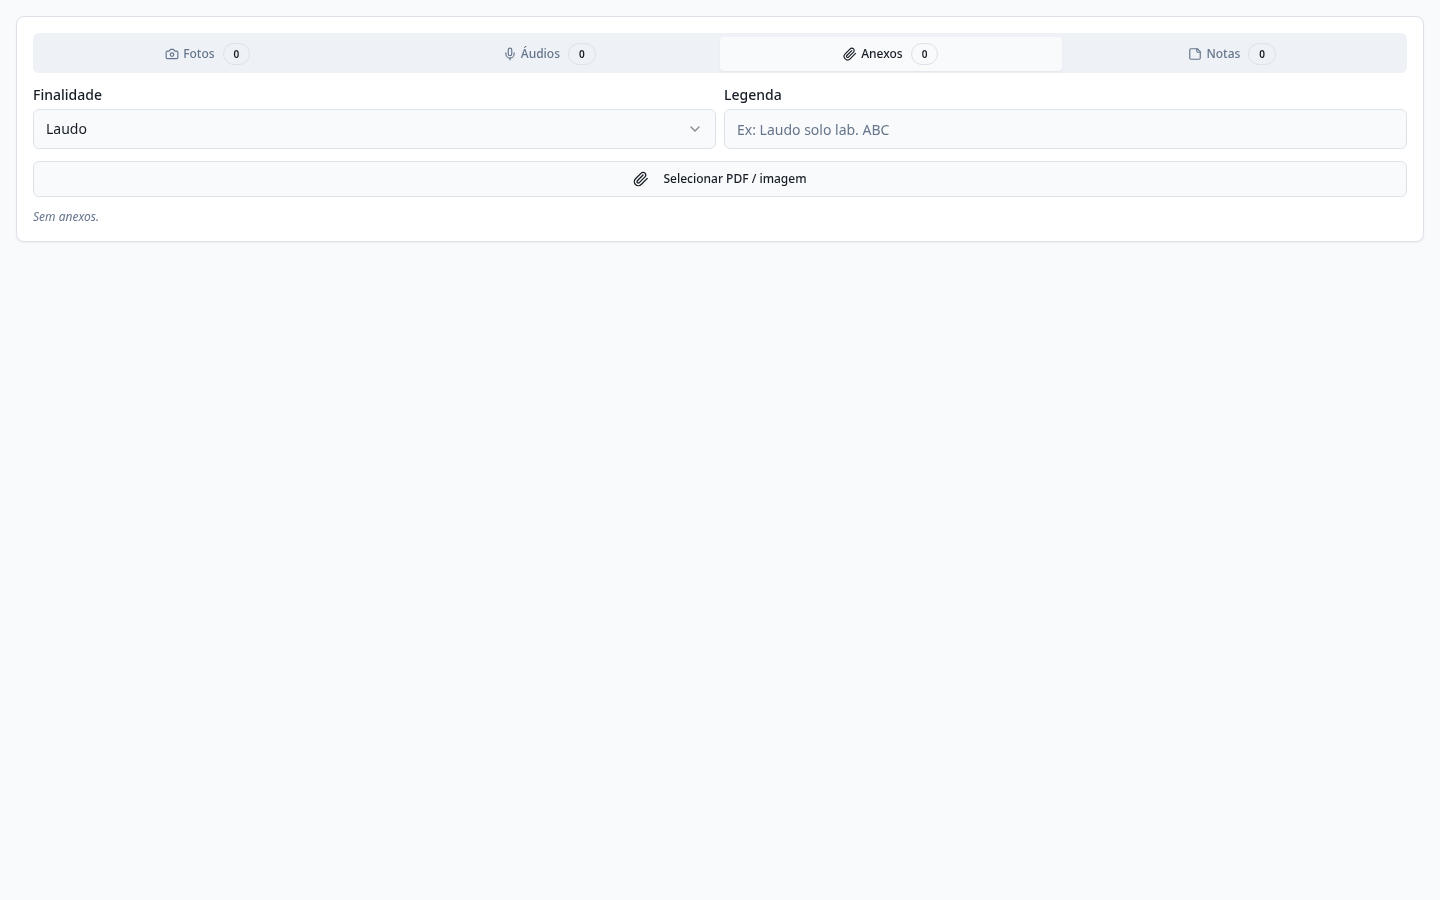 Fotos 0 Áudios 0 Anexos 0 Notas 0
Finalidade Legenda
Laudo Ex: Laudo solo lab. ABC
Selecionar PDF / imagem
Sem anexos.